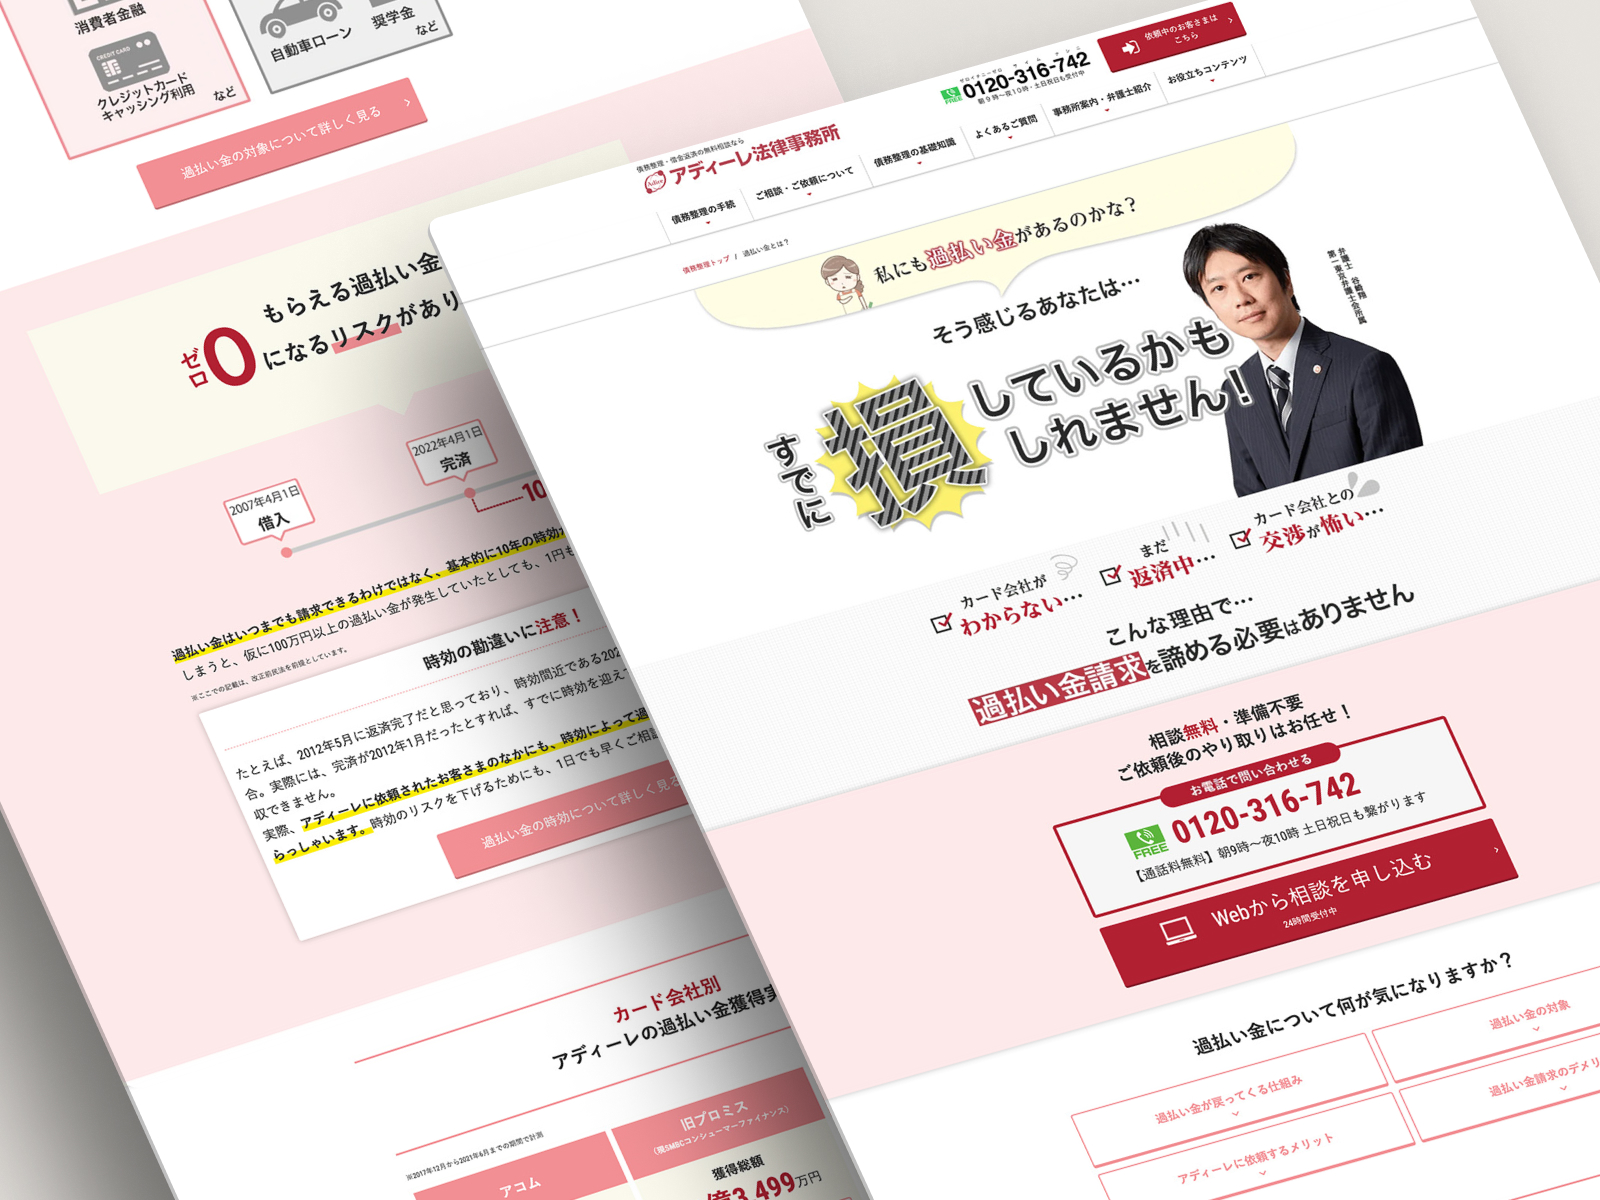 消費者金融
CREDIT CARD
クレジットカード
キャッシング利用
など
自動車ローン
奨学金
など
過払い金の対象について詳しく見る
もらえる過払い金
ゼロ
0になるリスクがあり
2007年4月1日
借入
2022年4月1日
完済
10
過払い金はいつまでも請求できるわけではなく、基本的に10年の時効
しまうと、仮に100万円以上の過払い金が発生していたとしても、1円も
※ここでの記載は、改正前民法を前提としています。
時効の勘違いに注意！
たとえば、2012年5月に返済完了だと思っており、時効間近である202
合。実際には、完済が2012年1月だったとすれば、すでに時効を迎えて
収できません。
実際、アディーレに依頼されたお客さまのなかにも、時効によって過
らっしゃいます。時効のリスクを下げるためにも、1日でも早くご相談
過払い金の時効について詳しく見る
カード会社別
アディーレの過払い金獲得実
※2017年12月から2021年6月までの期間で計測
アコム
旧プロミス
（現SMBCコンシューマーファイナンス）
獲得総額
億3,499万円
債務整理・借金返済の無料相談なら
Adire
アディーレ法律事務所
ゼロイチニーゼロ サイル ナシニ
FREE
0120-316-742
朝9時〜夜10時・土日祝日も受付中
依頼中のお客さまは
こちら
債務整理の手続
ご相談・ご依頼について
債務整理の基礎知識
よくあるご質問
事務所案内・弁護士紹介
お役立ちコンテンツ
債務整理トップ / 過払い金とは？
私にも過払い金があるのかな？
そう感じるあなたは…
すでに
損
しているかも
しれません！
弁護士 谷崎翔
第一東京弁護士会所属
カード会社が
わからない…
まだ
返済中…
カード会社との
交渉が怖い…
こんな理由で…
過払い金請求を諦める必要はありません
相談無料・準備不要
ご依頼後のやり取りはお任せ！
お電話で問い合わせる
FREE
0120-316-742
【通話料無料】朝9時〜夜10時 土日祝日も繋がります
Webから相談を申し込む
24時間受付中
過払い金について何が気になりますか？
過払い金が戻ってくる仕組み
過払い金の対象
アディーレに依頼するメリット
過払い金請求のデメリ